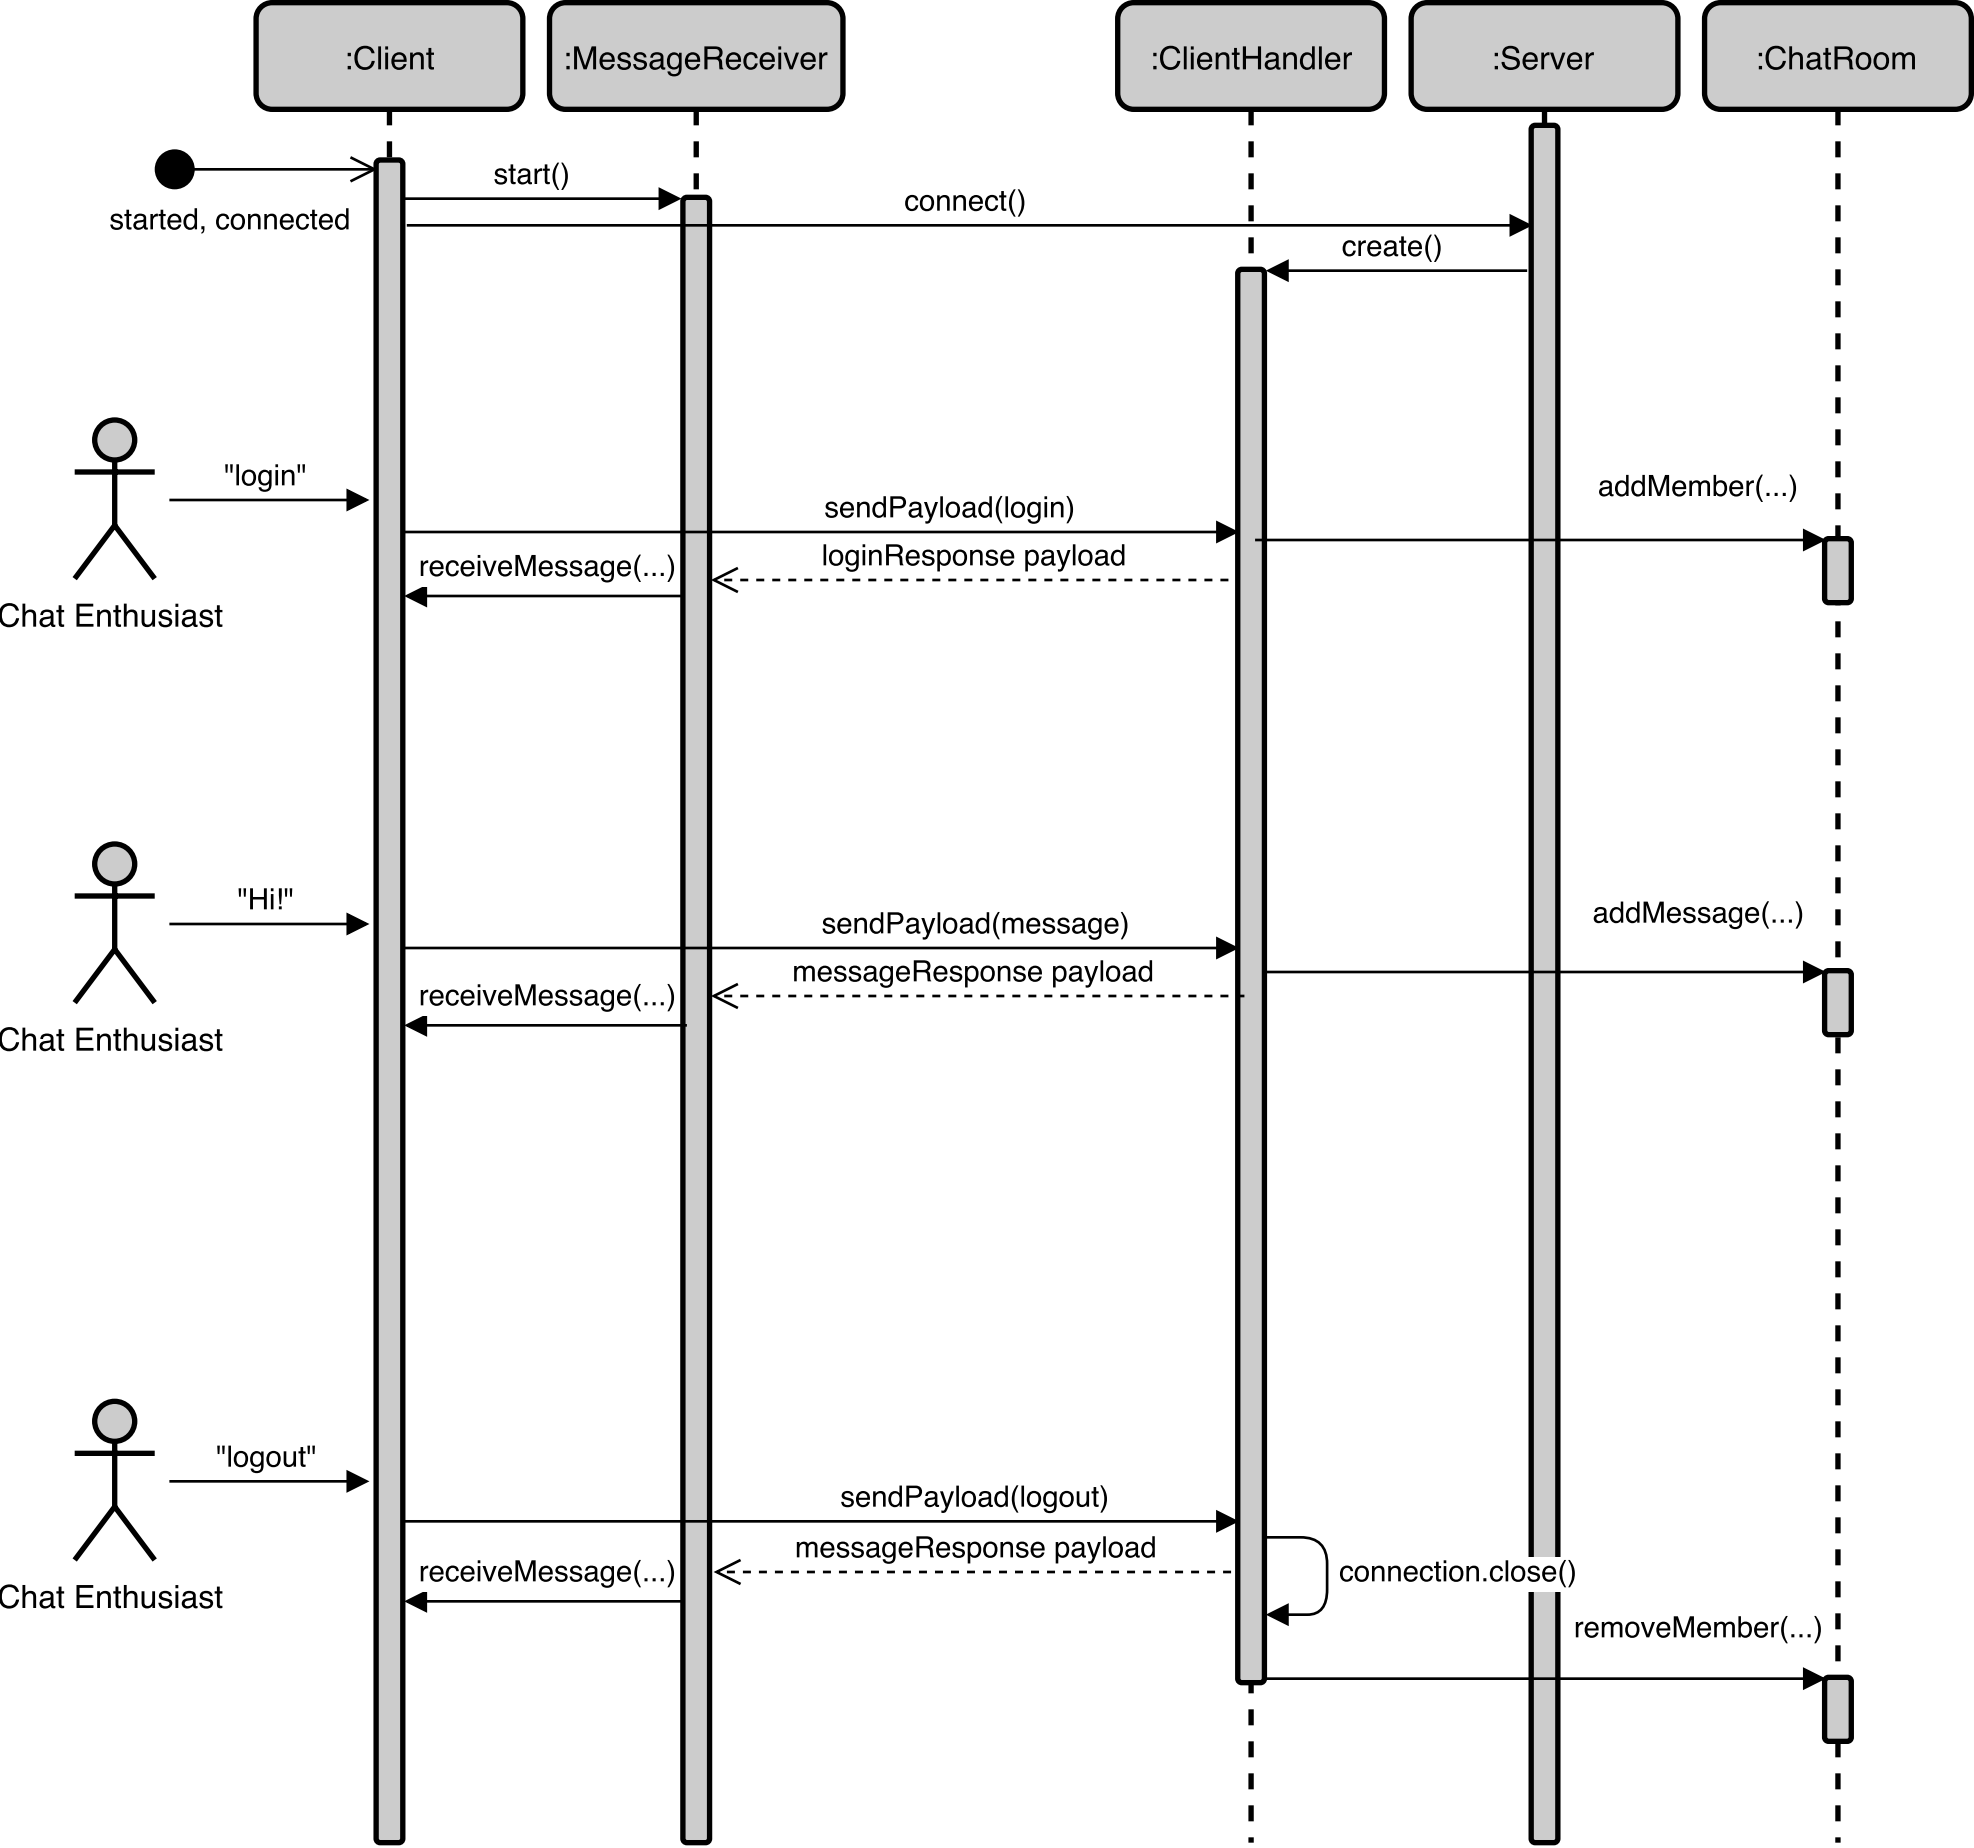 :Client
:MessageReceiver
:ClientHandler
:Server
:ChatRoom
start()
connect()
started, connected
create()
"login"
addMember(...)
sendPayload(login)
loginResponse payload
receiveMessage(...)
Chat Enthusiast
"Hi!"
addMessage(...)
sendPayload(message)
messageResponse payload
receiveMessage(...)
Chat Enthusiast
"logout"
sendPayload(logout)
messageResponse payload
receiveMessage(...)
connection.close()
Chat Enthusiast
removeMember(...)